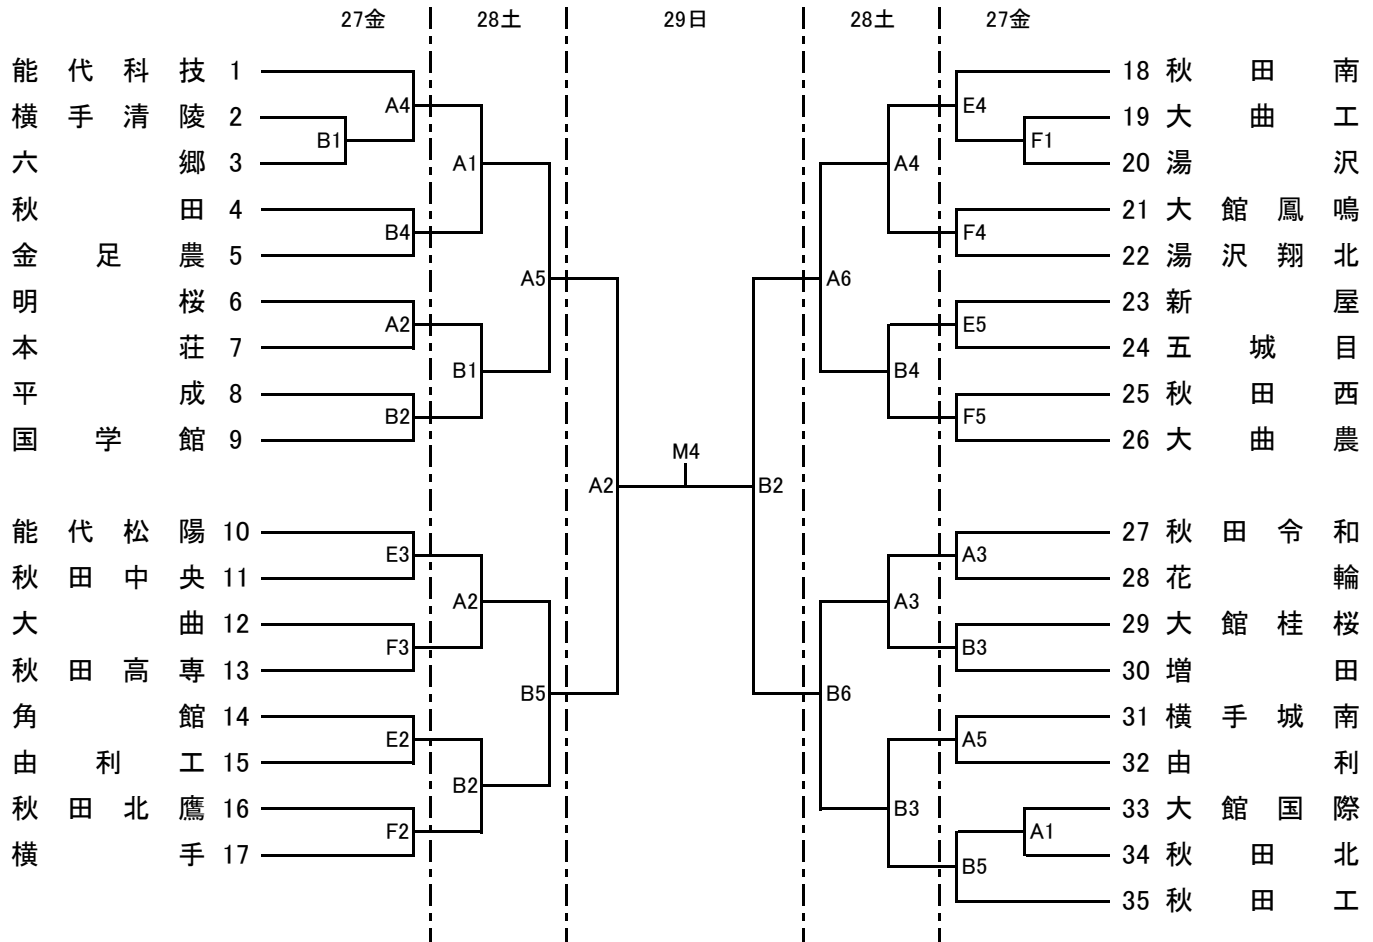 27金 28土 29日 28土 27金
能代科技 1 18 秋田南
A4 E4
横手清陵 2 19 大曲工
B1 F1
六郷 3 A1 A4 20 湯沢
秋田 4 21 大館鳳鳴
B4 F4
金足農 5 22 湯沢翔北
A5 A6
明桜 6 23 新屋
A2 E5
本荘 7 24 五城目
B1 B4
平成 8 25 秋田西
B2 F5
国学館 9 26 大曲農
M4
A2 B2
能代松陽 10 27 秋田令和
E3 A3
秋田中央 11 28 花輪
A2 A3
大曲 12 29 大館桂桜
F3 B3
秋田高専 13 30 増田
B5 B6
角館 14 31 横手城南
E2 A5
由利工 15 32 由利
B2 B3
秋田北鷹 16 33 大館国際
F2 A1
横手 17 34 秋田北
B5
35 秋田工